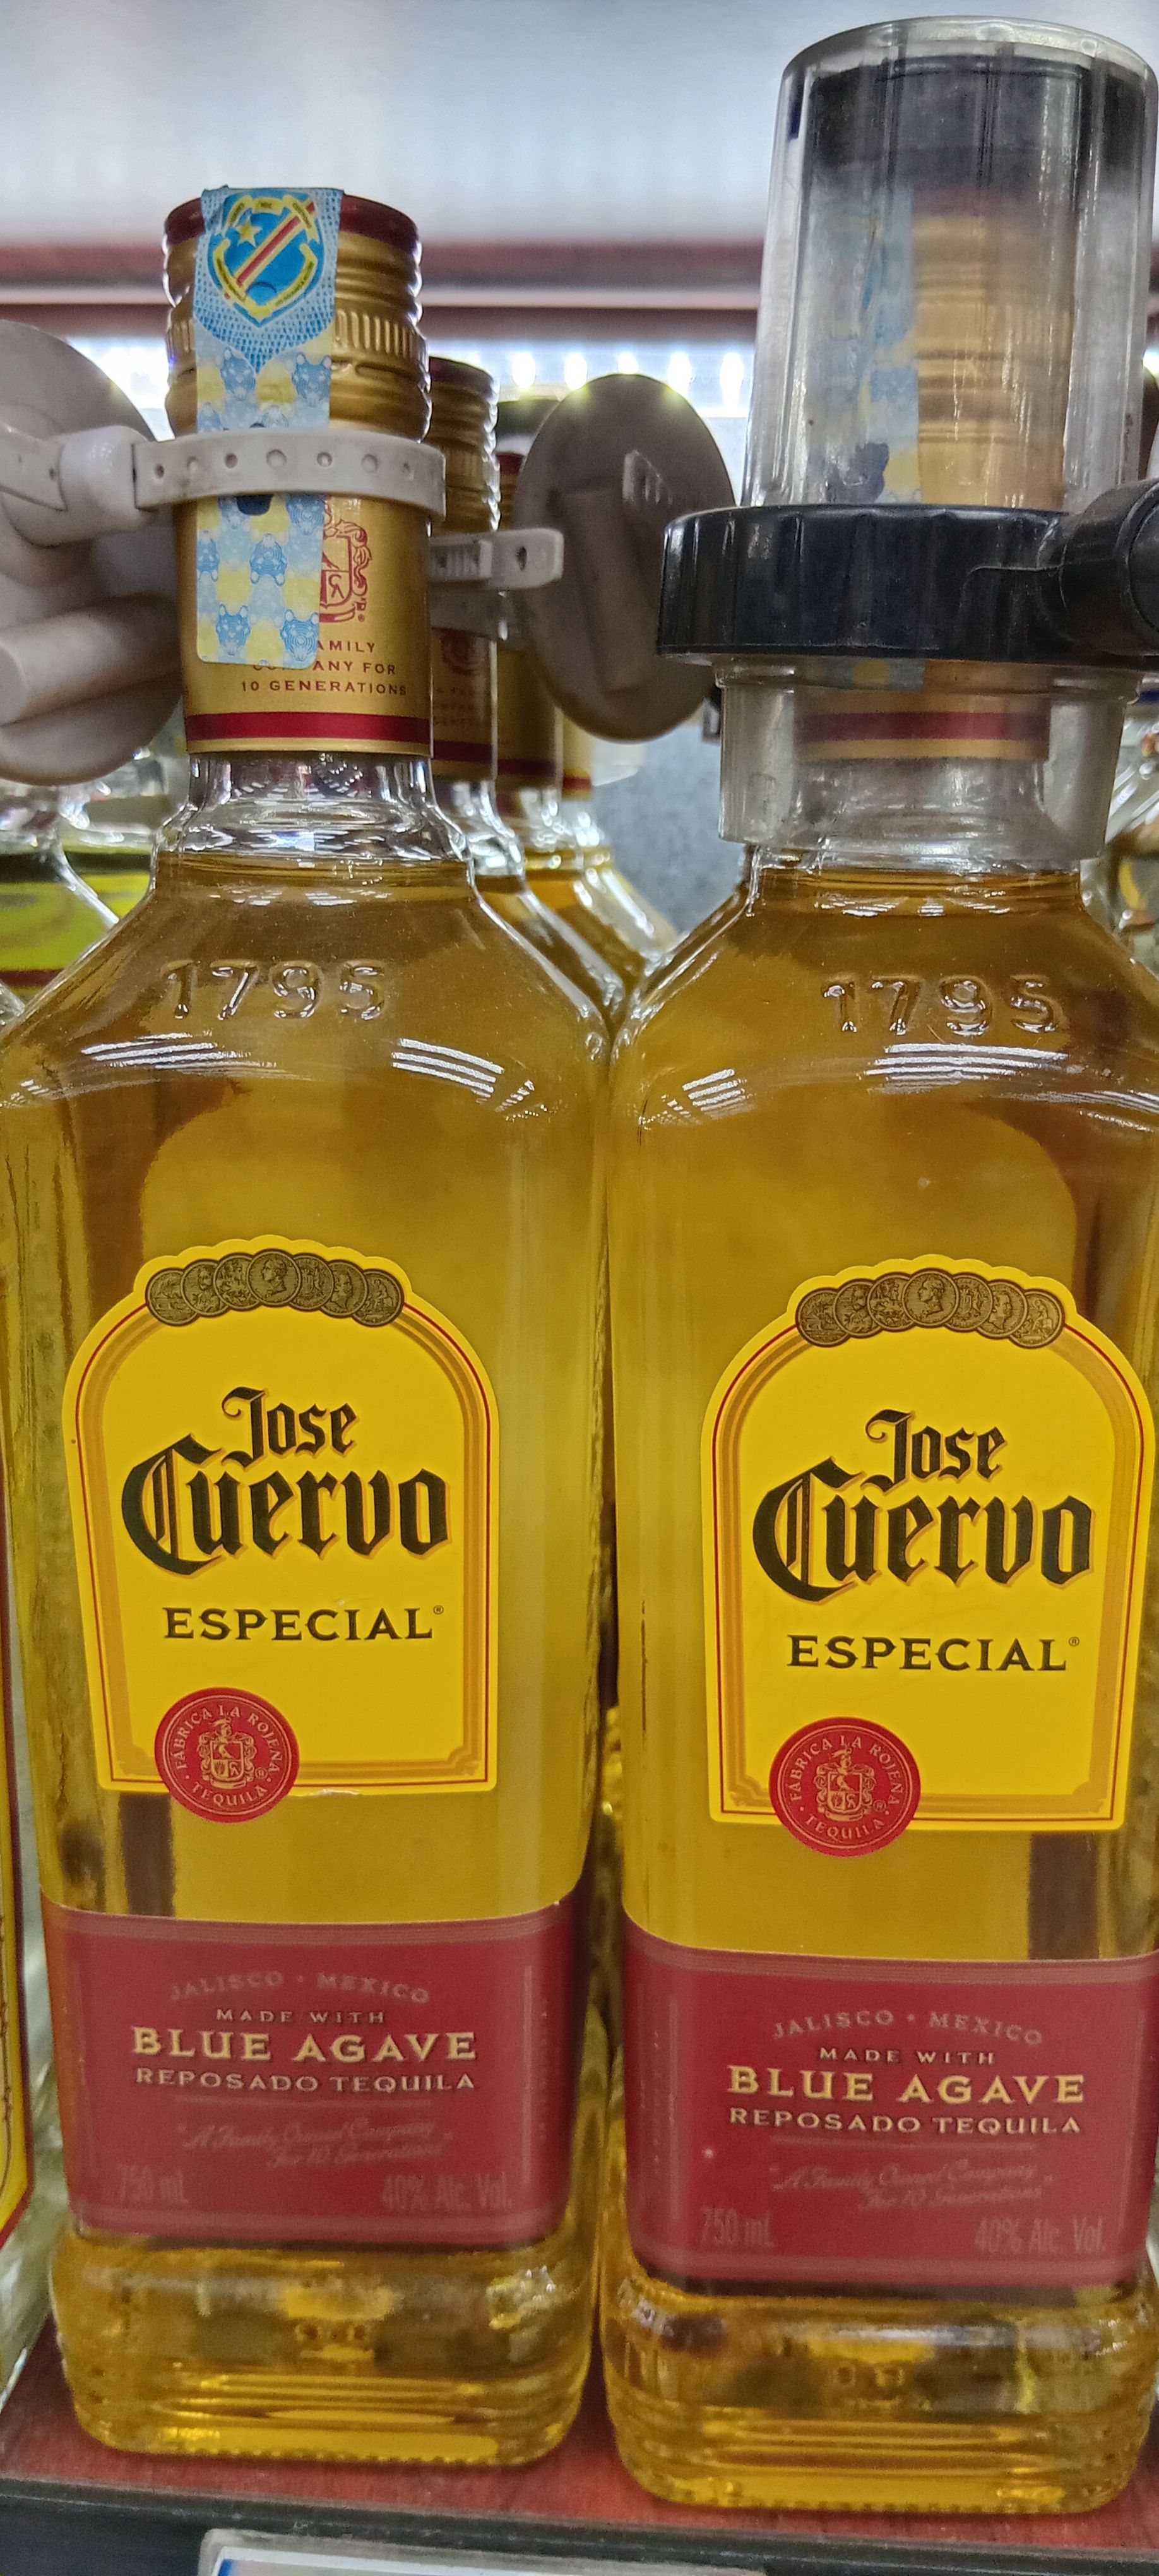 AMILY
ANY FOR
10 GENERATIONS
1795
Jose
Cuervo
ESPECIAL®
FÁBRICA LA ROJEÑA
TEQUILA
JALISCO • MEXICO
MADE WITH
BLUE AGAVE
REPOSADO TEQUILA
"A Family Owned Company
For 10 Generations"
750 mL 40% Alc. Vol.
1795
Jose
Cuervo
ESPECIAL®
FÁBRICA LA ROJEÑA
TEQUILA
JALISCO • MEXICO
MADE WITH
BLUE AGAVE
REPOSADO TEQUILA
"A Family Owned Company
For 10 Generations"
750 mL 40% Alc. Vol.